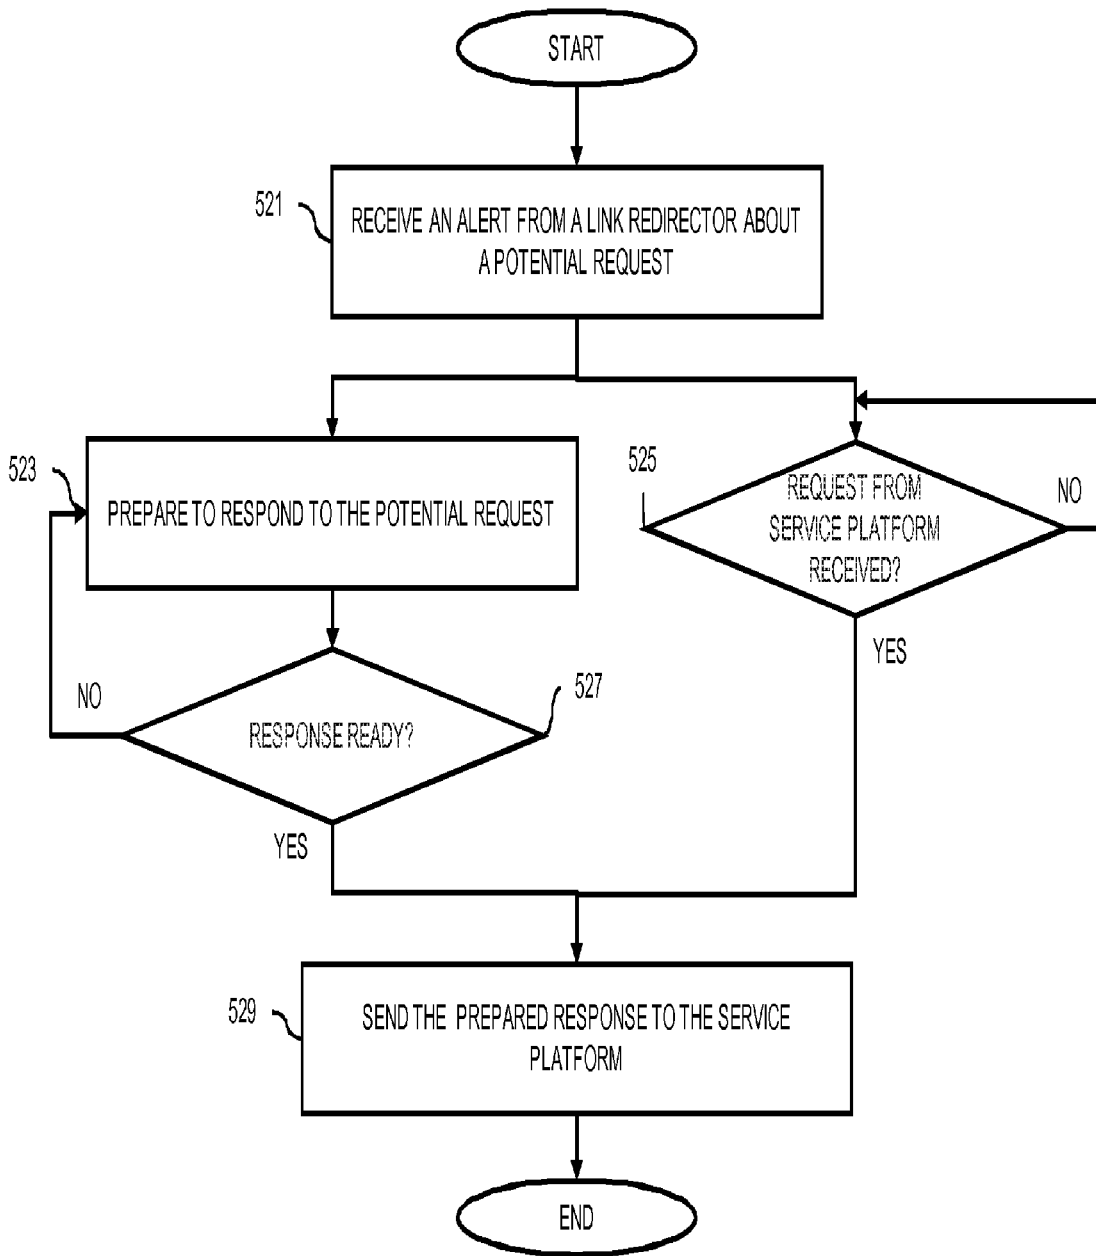 START
521
RECEIVE AN ALERT FROM A LINK REDIRECTOR ABOUT
A POTENTIAL REQUEST
523
PREPARE TO RESPOND TO THE POTENTIAL REQUEST
525
REQUEST FROM
SERVICE PLATFORM
RECEIVED?
NO
YES
NO
RESPONSE READY?
527
YES
529
SEND THE PREPARED RESPONSE TO THE SERVICE
PLATFORM
END